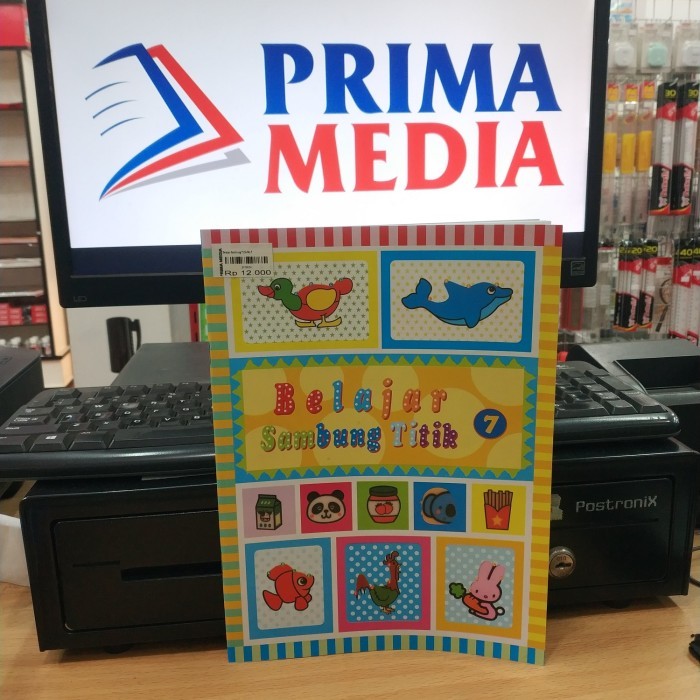 PRIMA
MEDIA
Rp 12,000
Belajar
Sambung Titik 7
PostroniX